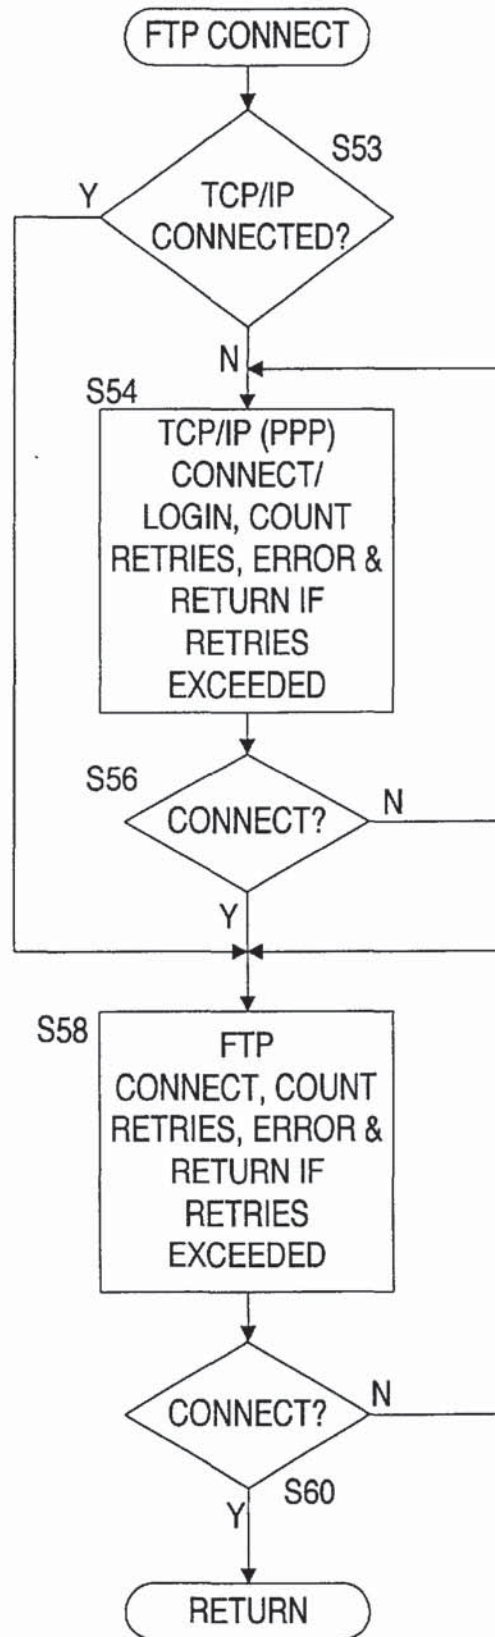 FTP CONNECT
S53
Y
TCP/IP
CONNECTED?
N
S54
TCP/IP (PPP)
CONNECT/
LOGIN, COUNT
RETRIES, ERROR &
RETURN IF
RETRIES
EXCEEDED
S56
CONNECT?
N
Y
S58
FTP
CONNECT, COUNT
RETRIES, ERROR &
RETURN IF
RETRIES
EXCEEDED
CONNECT?
N
S60
Y
RETURN